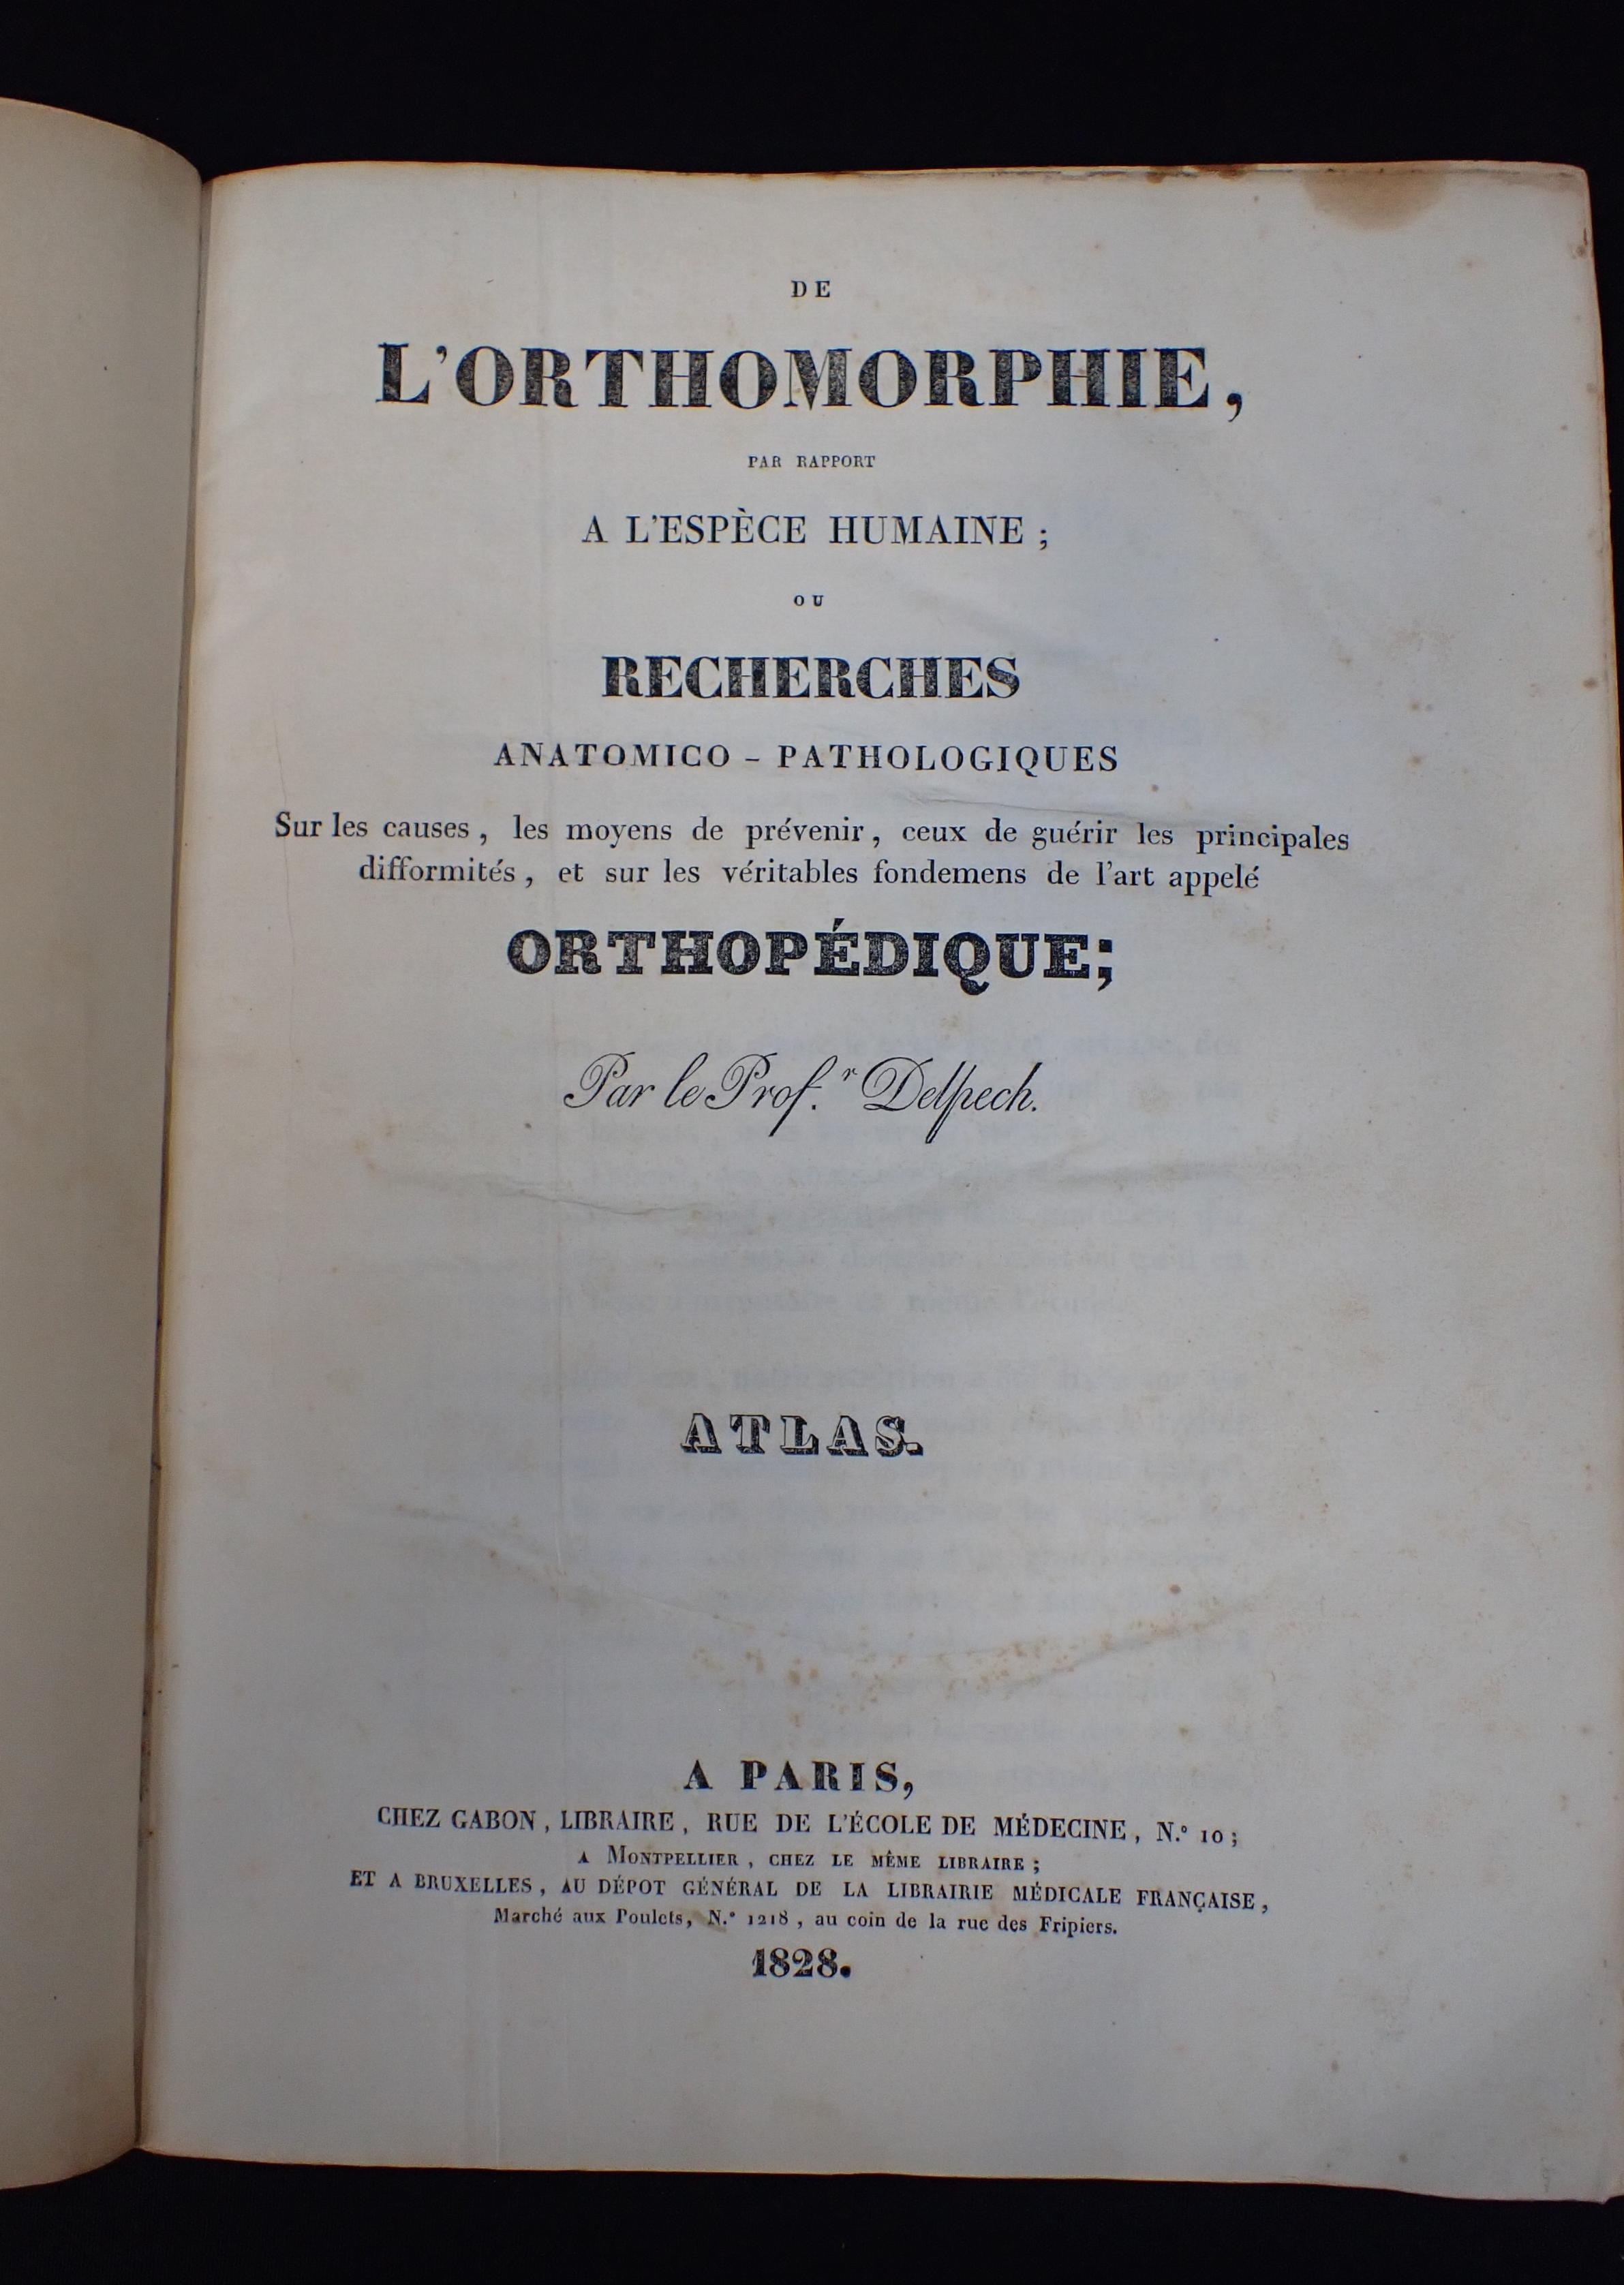 DE
L'ORTHOMORPHIE,
PAR RAPPORT
A L'ESPÈCE HUMAINE ;
OU
RECHERCHES
ANATOMICO - PATHOLOGIQUES
Sur les causes, les moyens de prévenir, ceux de guérir les principales
difformités, et sur les véritables fondemens de l'art appelé
ORTHOPÉDIQUE;
Par le Prof.r Delpech.
ATLAS.
A PARIS,
CHEZ GABON, LIBRAIRE, RUE DE L'ÉCOLE DE MÉDECINE, N.° 10;
A MONTPELLIER, CHEZ LE MÊME LIBRAIRE;
ET A BRUXELLES, AU DÉPOT GÉNÉRAL DE LA LIBRAIRIE MÉDICALE FRANÇAISE,
Marché aux Poulets, N.° 1218, au coin de la rue des Fripiers.
1828.